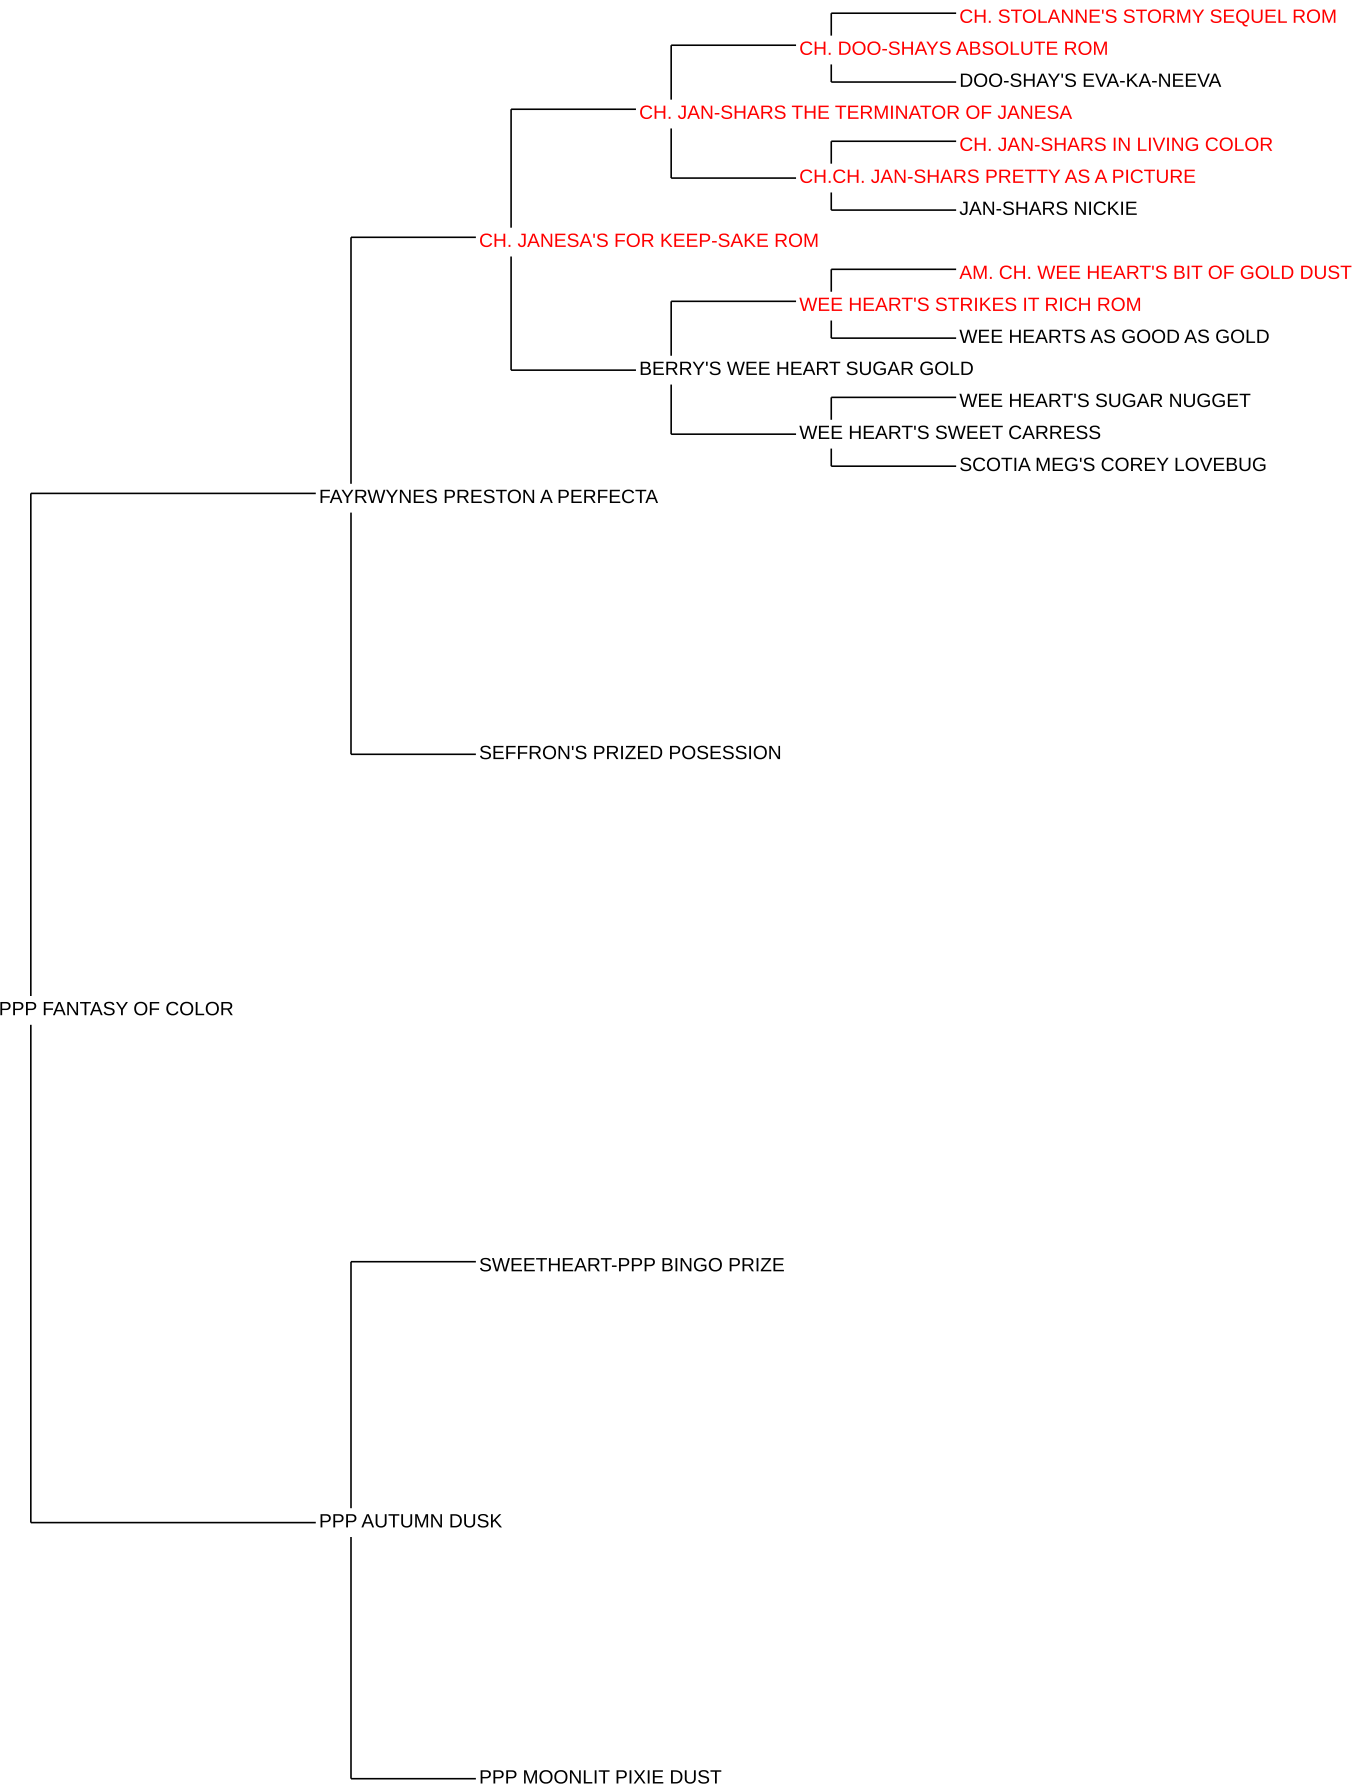 CH. STOLANNE'S STORMY SEQUEL ROM
CH. DOO-SHAYS ABSOLUTE ROM
DOO-SHAY'S EVA-KA-NEEVA
CH. JAN-SHARS THE TERMINATOR OF JANESA
CH. JAN-SHARS IN LIVING COLOR
CH.CH. JAN-SHARS PRETTY AS A PICTURE
JAN-SHARS NICKIE
CH. JANESA'S FOR KEEP-SAKE ROM
AM. CH. WEE HEART'S BIT OF GOLD DUST
WEE HEART'S STRIKES IT RICH ROM
WEE HEARTS AS GOOD AS GOLD
BERRY'S WEE HEART SUGAR GOLD
WEE HEART'S SUGAR NUGGET
WEE HEART'S SWEET CARRESS
SCOTIA MEG'S COREY LOVEBUG
FAYRWYNES PRESTON A PERFECTA
SEFFRON'S PRIZED POSESSION
PPP FANTASY OF COLOR
SWEETHEART-PPP BINGO PRIZE
PPP AUTUMN DUSK
PPP MOONLIT PIXIE DUST